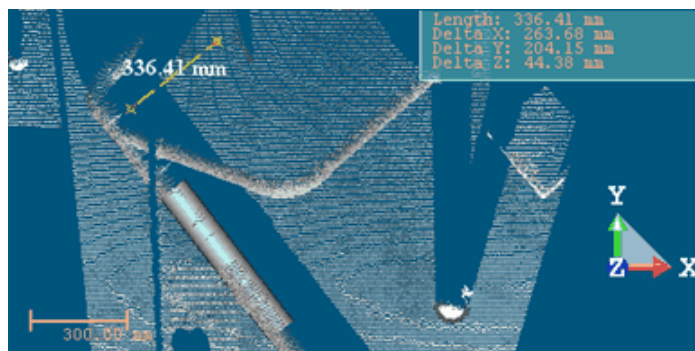 Length: 336.41 mm
Delta X: 263.68 mm
Delta Y: 204.15 mm
Delta Z: 44.38 mm
336.41 mm
Y
Z X
300.00 mm